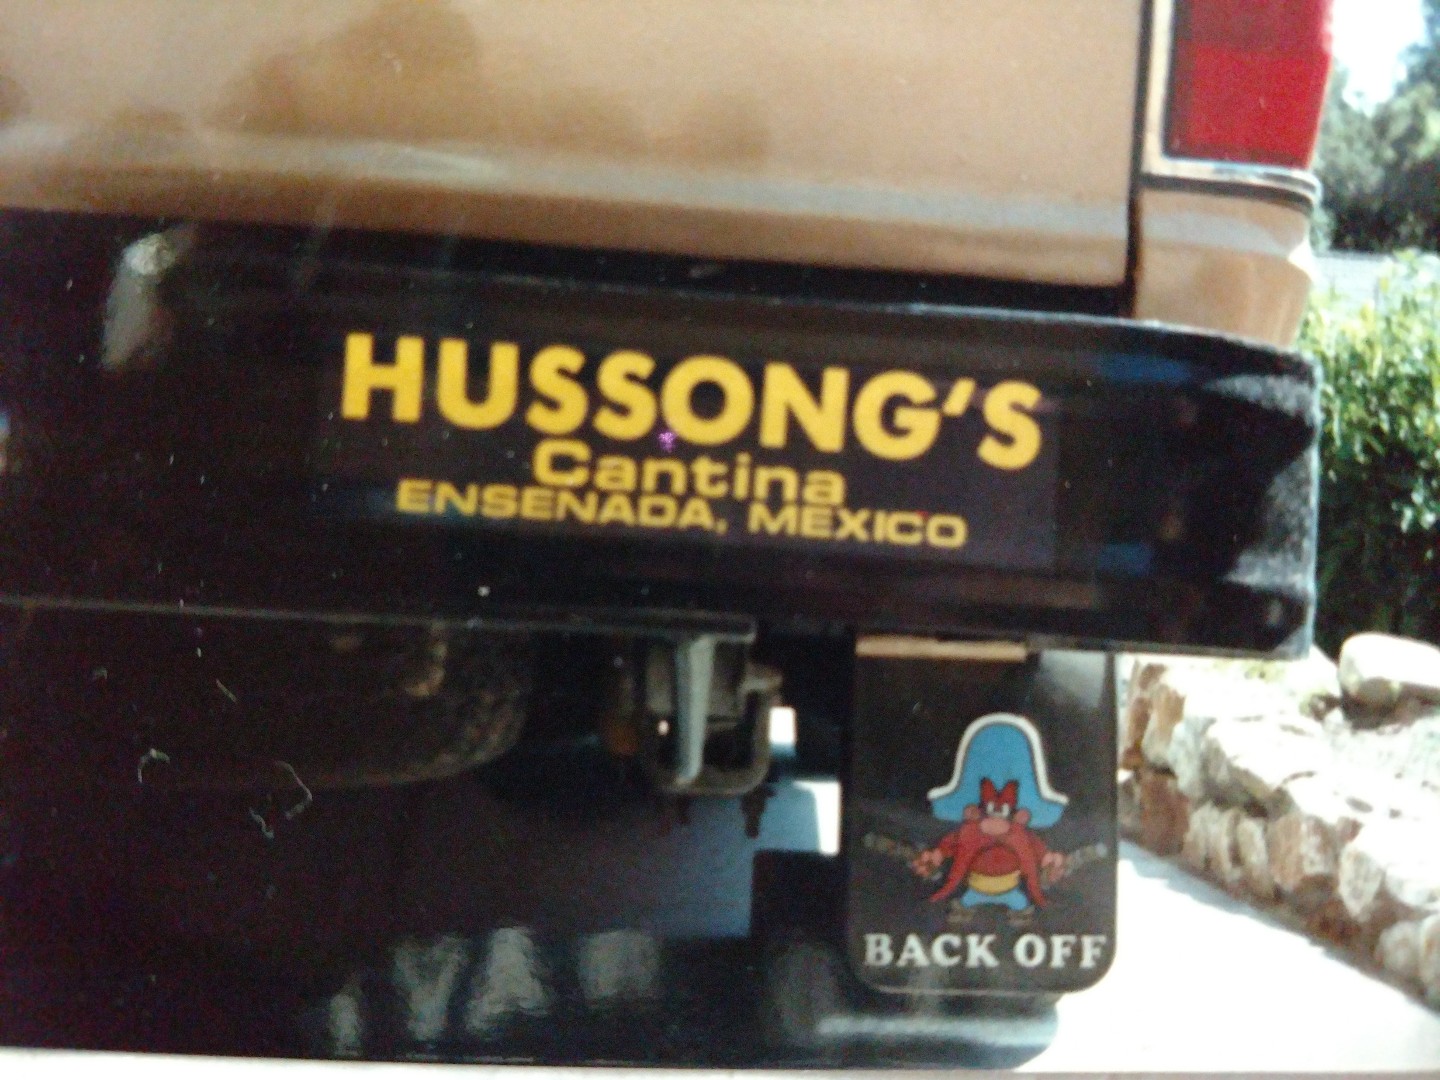 HUSSONG'S
Cantina
ENSENADA, MEXICO
BACK OFF